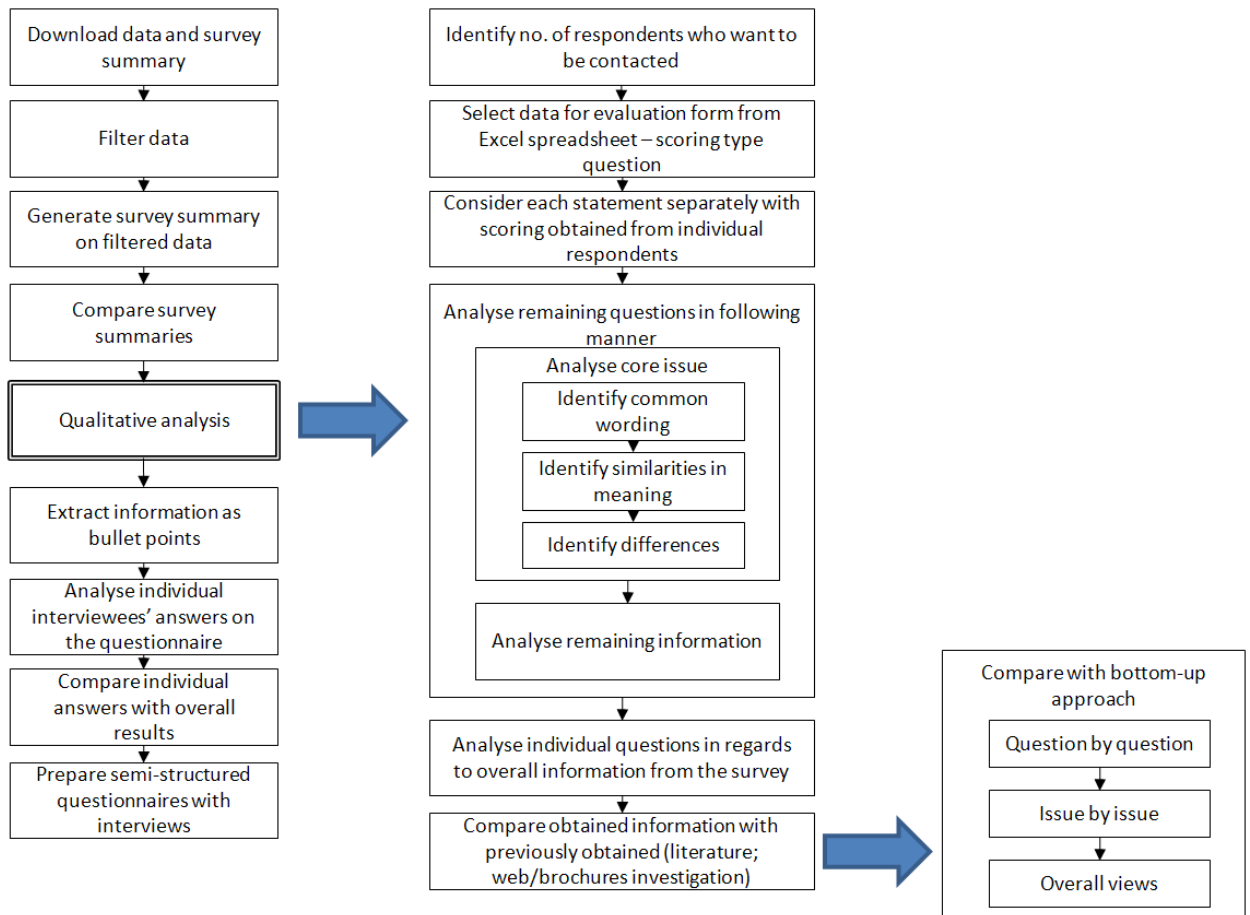 Download data and survey
summary
Filter data
Generate survey summary
on filtered data
Compare survey
summaries
Qualitative analysis
Extract information as
bullet points
Analyse individual
interviewees’ answers on
the questionnaire
Compare individual
answers with overall
results
Prepare semi-structured
questionnaires with
interviews
Identify no. of respondents who want to
be contacted
Select data for evaluation form from
Excel spreadsheet – scoring type
question
Consider each statement separately with
scoring obtained from individual
respondents
Analyse remaining questions in following
manner
Analyse core issue
Identify common
wording
Identify similarities in
meaning
Identify differences
Analyse remaining information
Analyse individual questions in regards
to overall information from the survey
Compare obtained information with
previously obtained (literature;
web/brochures investigation)
Compare with bottom-up
approach
Question by question
Issue by issue
Overall views